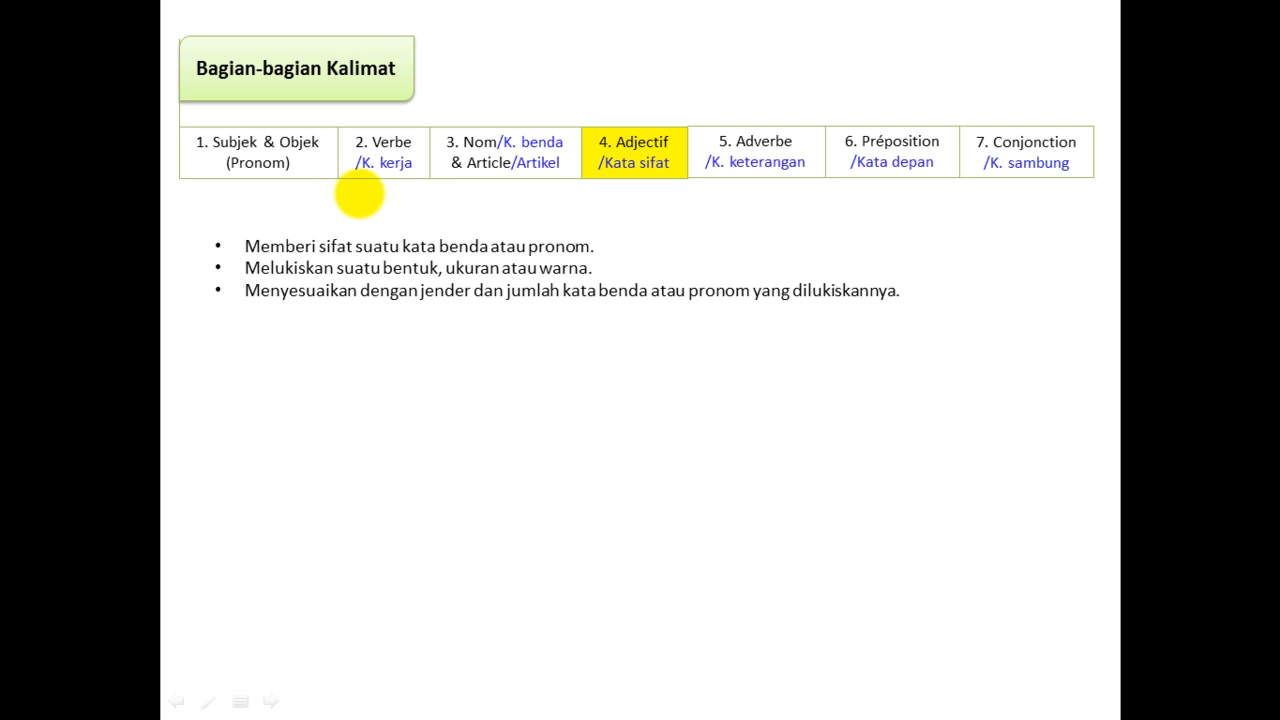 Bagian-bagian Kalimat
1. Subjek & Objek
(Pronom)
2. Verbe
/K. kerja
3. Nom/K. benda
& Article/Artikel
4. Adjectif
/Kata sifat
5. Adverbe
/K. keterangan
6. Préposition
/Kata depan
7. Conjonction
/K. sambung
• Memberi sifat suatu kata benda atau pronom.
• Melukiskan suatu bentuk, ukuran atau warna.
• Menyesuaikan dengan jender dan jumlah kata benda atau pronom yang dilukiskannya.